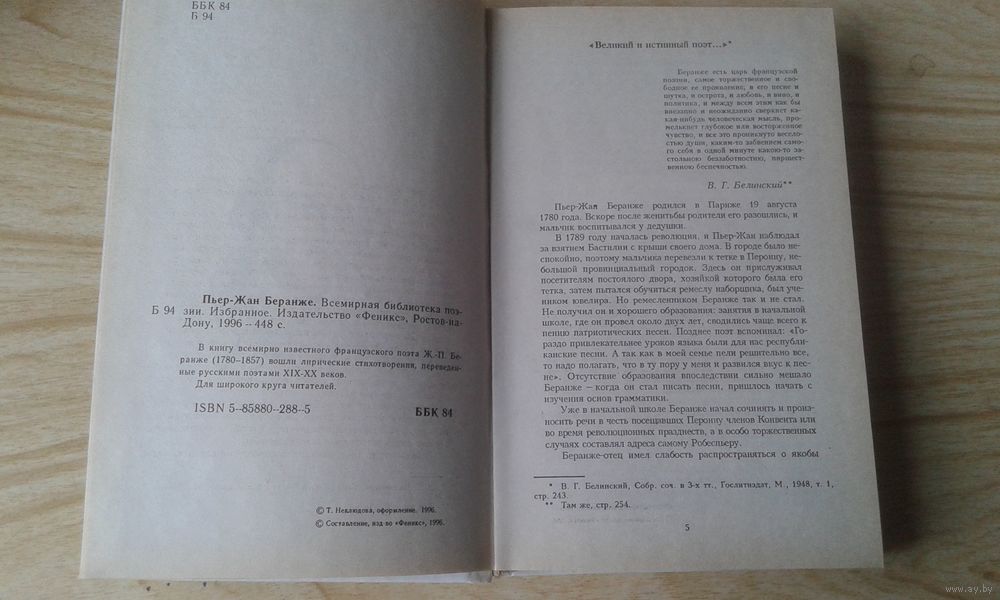 ББК 84
Б 94
Пьер-Жан Беранже. Всемирная библиотека поэ-
Б 94 зии. Избранное. Издательство «Феникс», Ростов-на-
Дону, 1996 – 448 с.
В книгу всемирно известного французского поэта Ж.-П. Бе-
ранже (1780–1857) вошли лирические стихотворения, переведен-
ные русскими поэтами XIX-XX веков.
Для широкого круга читателей.
ISBN 5–85880–288–5 ББК 84
© Т. Неклюдова, оформление. 1996.
© Составление, изд-во «Феникс», 1996.
«Великий и истинный поэт...»*
Беранже есть царь французской
поэзии, самое торжественное и сво-
бодное ее проявление; в его песне и
шутка, и острота, и любовь, и вино, и
политика, и между всем этим как бы
внезапно и неожиданно сверкнет ка-
кая-нибудь человеческая мысль, про-
мелькнет глубокое или восторженное
чувство, и все это проникнуто весело-
стью души, каким-то забвением само-
го себя в одной минуте какою-то за-
стольною беззаботностию, пиршест-
венною беспечностью.
В. Г. Белинский**
Пьер-Жан Беранже родился в Париже 19 августа
1780 года. Вскоре после женитьбы родители его разошлись, и
мальчик воспитывался у дедушки.
В 1789 году началась революция, и Пьер-Жан наблюдал
за взятием Бастилии с крыши своего дома. В городе было не-
спокойно, поэтому мальчика перевезли к тетке в Перонну, не-
большой провинциальный городок. Здесь он прислуживал
посетителям постоялого двора, хозяйкой которого была его
тетка, затем пытался обучиться ремеслу наборщика, был уче-
ником ювелира. Но ремесленником Беранже так и не стал.
Не получил он и хорошего образования: занятия в начальной
школе, где он провел около двух лет, сводились чаще всего к
пению патриотических песен. Поэт позднее вспоминал: «Го-
раздо привлекательнее уроков языка были для нас республи-
канские песни. А так как в моей семье пели решительно все,
то надо полагать, что в ту пору у меня и развился вкус к пес-
не». Отсутствие образования впоследствии сильно мешало
Беранже – когда он стал писать песни, пришлось начать с
изучения основ грамматики.
Уже в начальной школе Беранже начал сочинять и произ-
носить речи в честь посещавших Перонну членов Конвента или
во время революционных празднеств, а в особо торжественных
случаях составлял адреса самому Робеспьеру.
Беранже-отец имел слабость распространяться о якобы
* В. Г. Белинский, Собр. соч. в 3-х тт., Гослитиздат, М., 1948, т. 1,
стр. 243.
** Там же, стр. 254.
5
www.ay.by